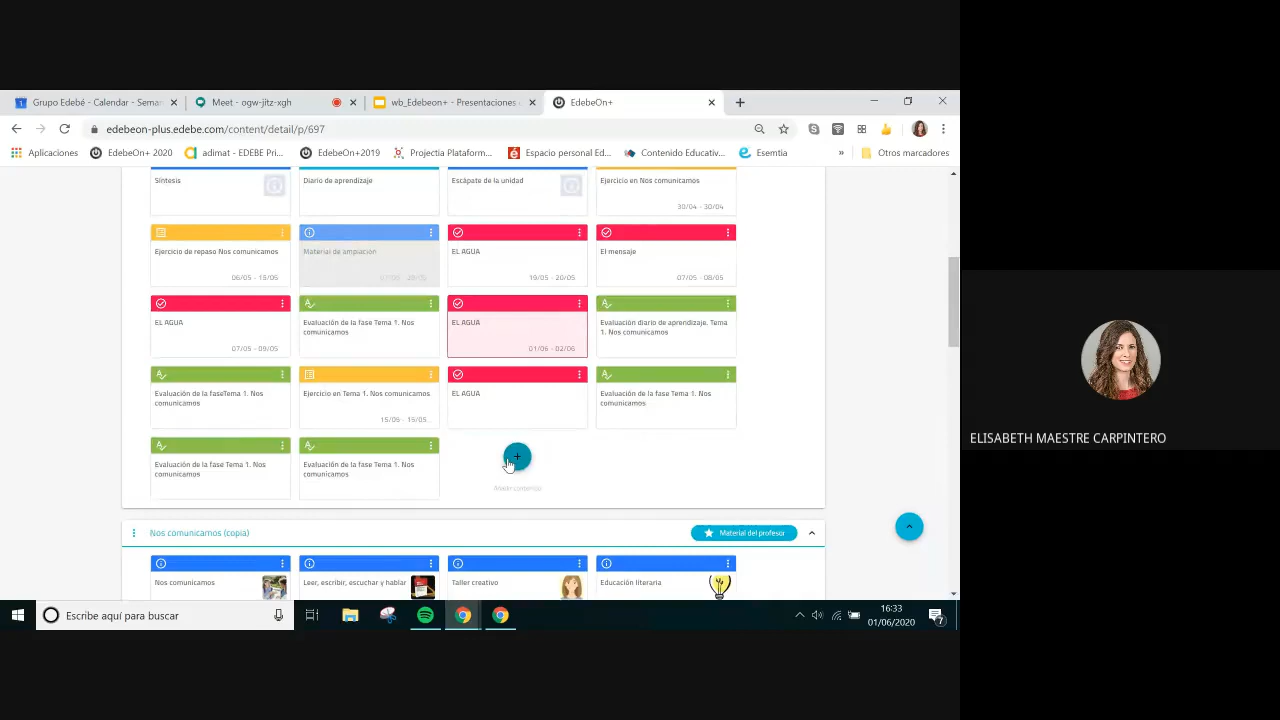 Grupo Edebé - Calendar - Seman
Meet - ogw-jitz-xgh
wb_Edebeon+ - Presentaciones
EdebeOn+
edebeon-plus.edebe.com/content/detail/p/697
Aplicaciones
EdebeOn+ 2020
adimat - EDEBE Pri...
EdebeOn+2019
Projectía Plataform...
Espacio personal Ed...
Contenido Educativ...
Esemtia
»
Otros marcadores
Síntesis
Diario de aprendizaje
Escápate de la unidad
Ejercicio en Nos comunicamos
30/04 - 30/04
Ejercicio de repaso Nos comunicamos
06/05 - 15/05
Material de ampliación
EL AGUA
19/05 - 20/05
El mensaje
07/05 - 08/05
EL AGUA
07/05 - 09/05
Evaluación de la fase Tema 1. Nos
comunicamos
EL AGUA
01/06 - 02/06
Evaluación diario de aprendizaje. Tema
1. Nos comunicamos
Evaluación de la faseTema 1. Nos
comunicamos
Ejercicio en Tema 1. Nos comunicamos
15/05 - 15/05
EL AGUA
Evaluación de la fase Tema 1. Nos
comunicamos
Evaluación de la fase Tema 1. Nos
comunicamos
Evaluación de la fase Tema 1. Nos
comunicamos
Añadir contenido
Nos comunicamos (copia)
Material del profesor
Nos comunicamos
Leer, escribir, escuchar y hablar
Taller creativo
Educación literaria
Escribe aquí para buscar
16:33
01/06/2020
7
ELISABETH MAESTRE CARPINTERO